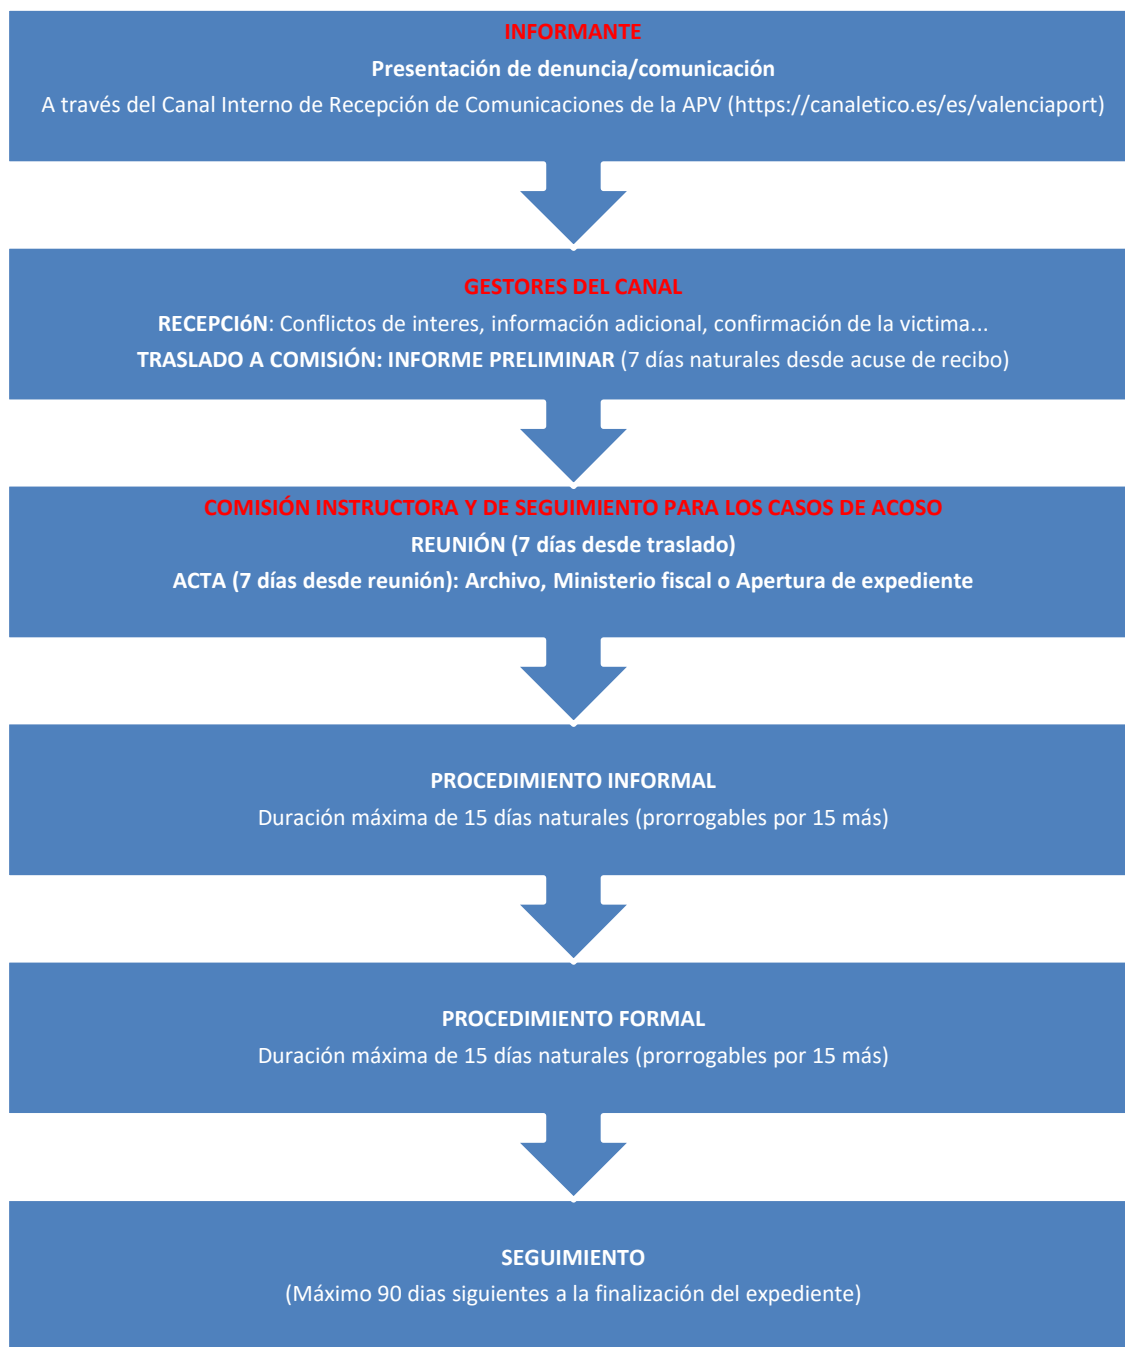 INFORMANTE
Presentación de denuncia/comunicación
A través del Canal Interno de Recepción de Comunicaciones de la APV (https://canaletico.es/es/valenciaport)
GESTORES DEL CANAL
RECEPCIóN: Conflictos de interes, información adicional, confirmación de la victima...
TRASLADO A COMISIÓN: INFORME PRELIMINAR (7 días naturales desde acuse de recibo)
COMISIÓN INSTRUCTORA Y DE SEGUIMIENTO PARA LOS CASOS DE ACOSO
REUNIÓN (7 días desde traslado)
ACTA (7 días desde reunión): Archivo, Ministerio fiscal o Apertura de expediente
PROCEDIMIENTO INFORMAL
Duración máxima de 15 días naturales (prorrogables por 15 más)
PROCEDIMIENTO FORMAL
Duración máxima de 15 días naturales (prorrogables por 15 más)
SEGUIMIENTO
(Máximo 90 dias siguientes a la finalización del expediente)